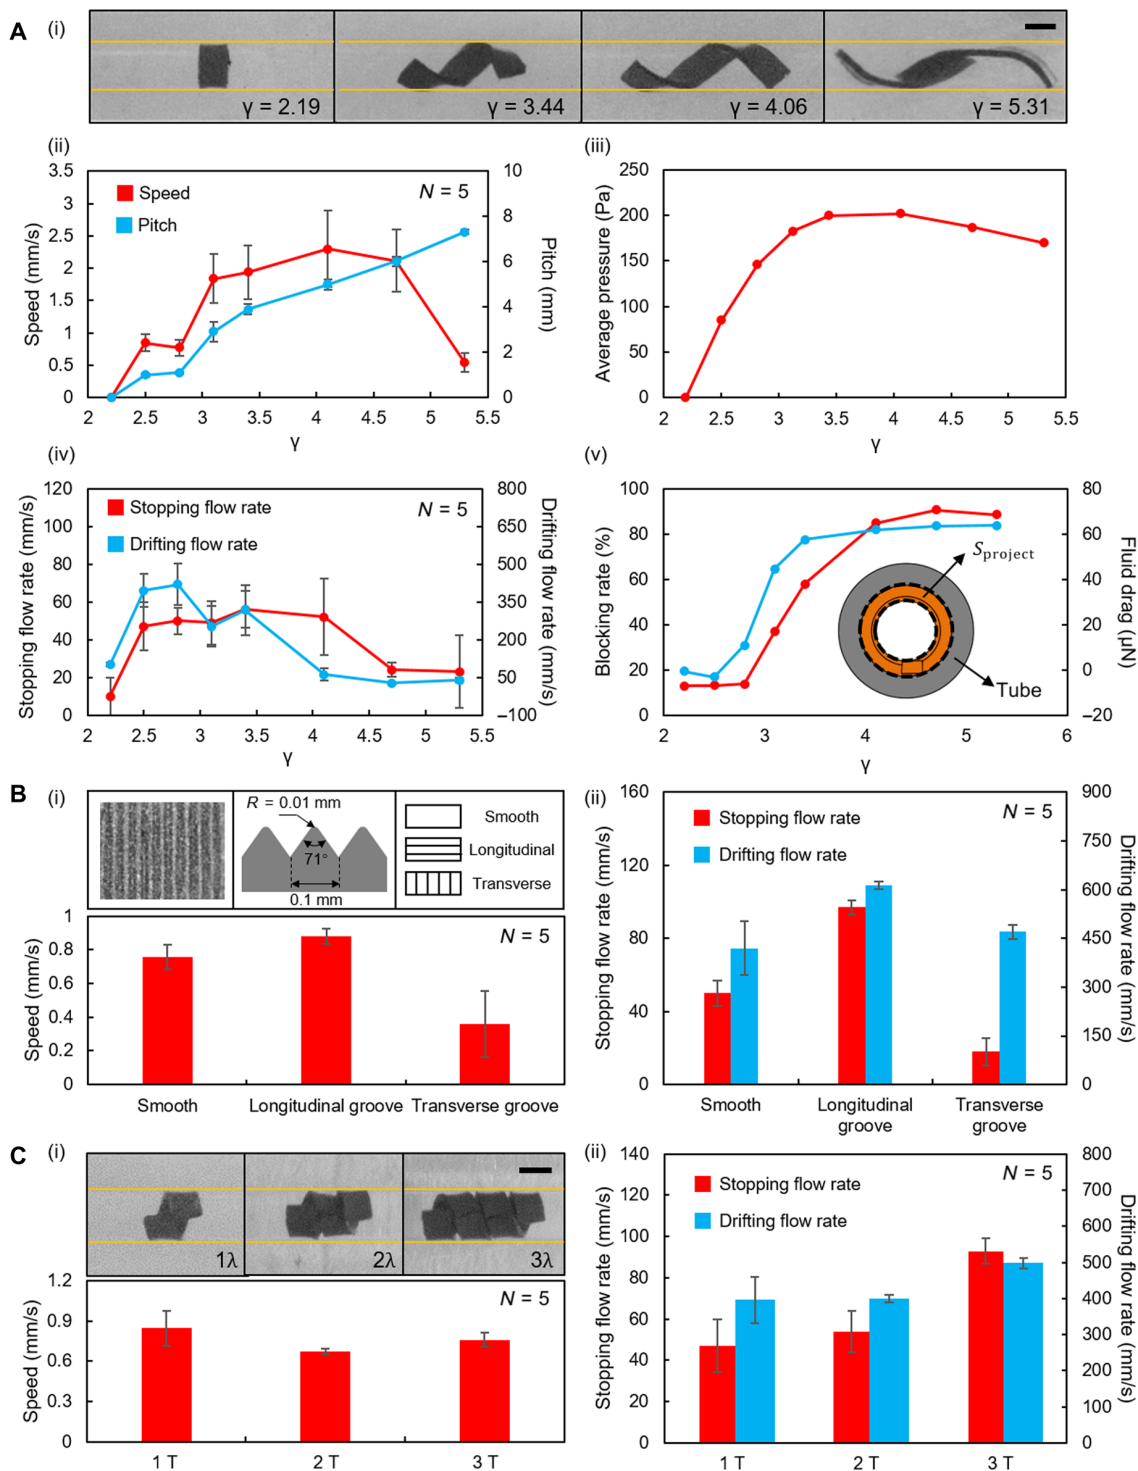 A
(i)
γ = 2.19
γ = 3.44
γ = 4.06
γ = 5.31
(ii)
3.5
3
2.5
2
1.5
1
0.5
0
Speed (mm/s)
Speed
Pitch
N = 5
10
8
6
4
2
0
Pitch (mm)
2 2.5 3 3.5 4 4.5 5 5.5
γ
(iii)
250
200
150
100
50
0
Average pressure (Pa)
2 2.5 3 3.5 4 4.5 5 5.5
γ
(iv)
120
100
80
60
40
20
0
Stopping flow rate (mm/s)
Stopping flow rate
Drifting flow rate
N = 5
800
650
500
350
200
50
–100
Drifting flow rate (mm/s)
2 2.5 3 3.5 4 4.5 5 5.5
γ
(v)
100
80
60
40
20
0
Blocking rate (%)
Sproject
Tube
80
60
40
20
0
–20
Fluid drag (μN)
2 3 4 5 6
γ
B
(i)
R = 0.01 mm
71°
0.1 mm
Smooth
Longitudinal
Transverse
1
0.8
0.6
0.4
0.2
0
Speed (mm/s)
N = 5
Smooth Longitudinal groove Transverse groove
(ii)
160
120
80
40
0
Stopping flow rate (mm/s)
Stopping flow rate
Drifting flow rate
N = 5
900
750
600
450
300
150
0
Drifting flow rate (mm/s)
Smooth Longitudinal Transverse
groove groove
C
(i)
1λ
2λ
3λ
1.2
0.9
0.6
0.3
0
Speed (mm/s)
N = 5
1 T 2 T 3 T
(ii)
140
120
100
80
60
40
20
0
Stopping flow rate (mm/s)
Stopping flow rate
Drifting flow rate
N = 5
800
700
600
500
400
300
200
100
0
Drifting flow rate (mm/s)
1 T 2 T 3 T